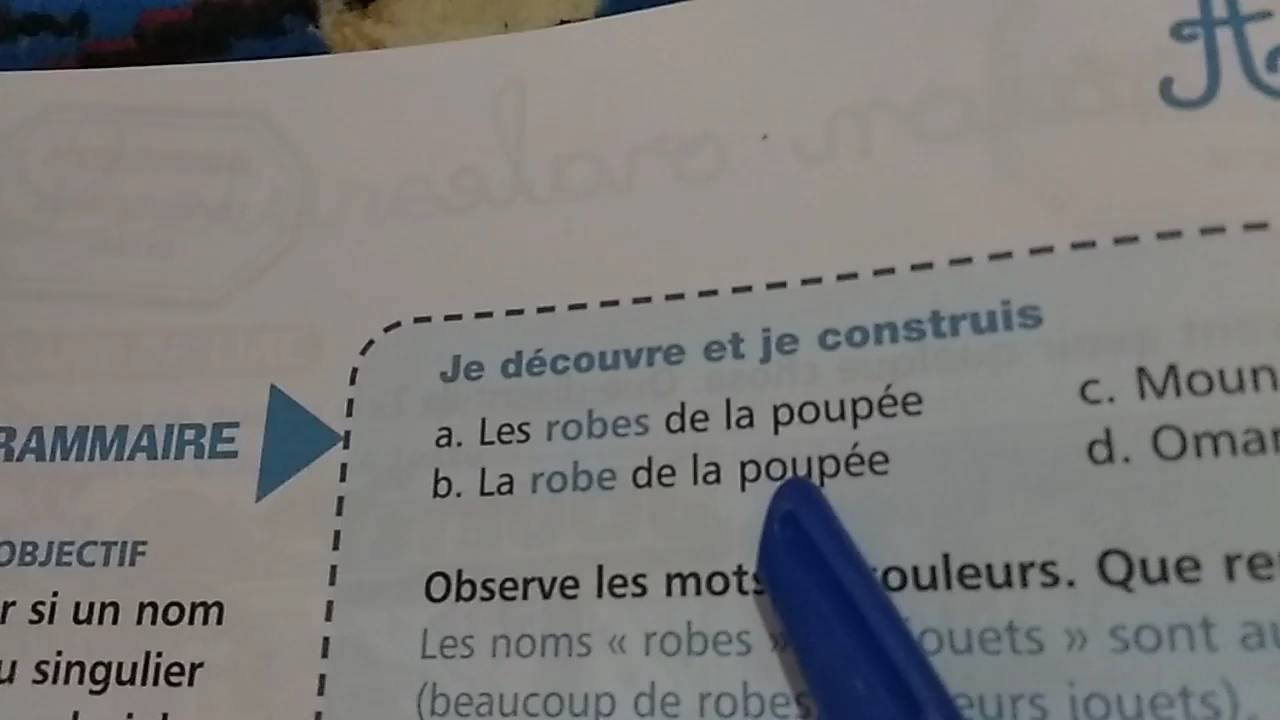 Je découvre et je construis
a. Les robes de la poupée
c. Moun
b. La robe de la poupée
d. Omar
RAMMAIRE
OBJECTIF
r si un nom
u singulier
Observe les mots ouleurs. Que re
Les noms « robes » ouets » sont au
(beaucoup de robes eurs jouets)